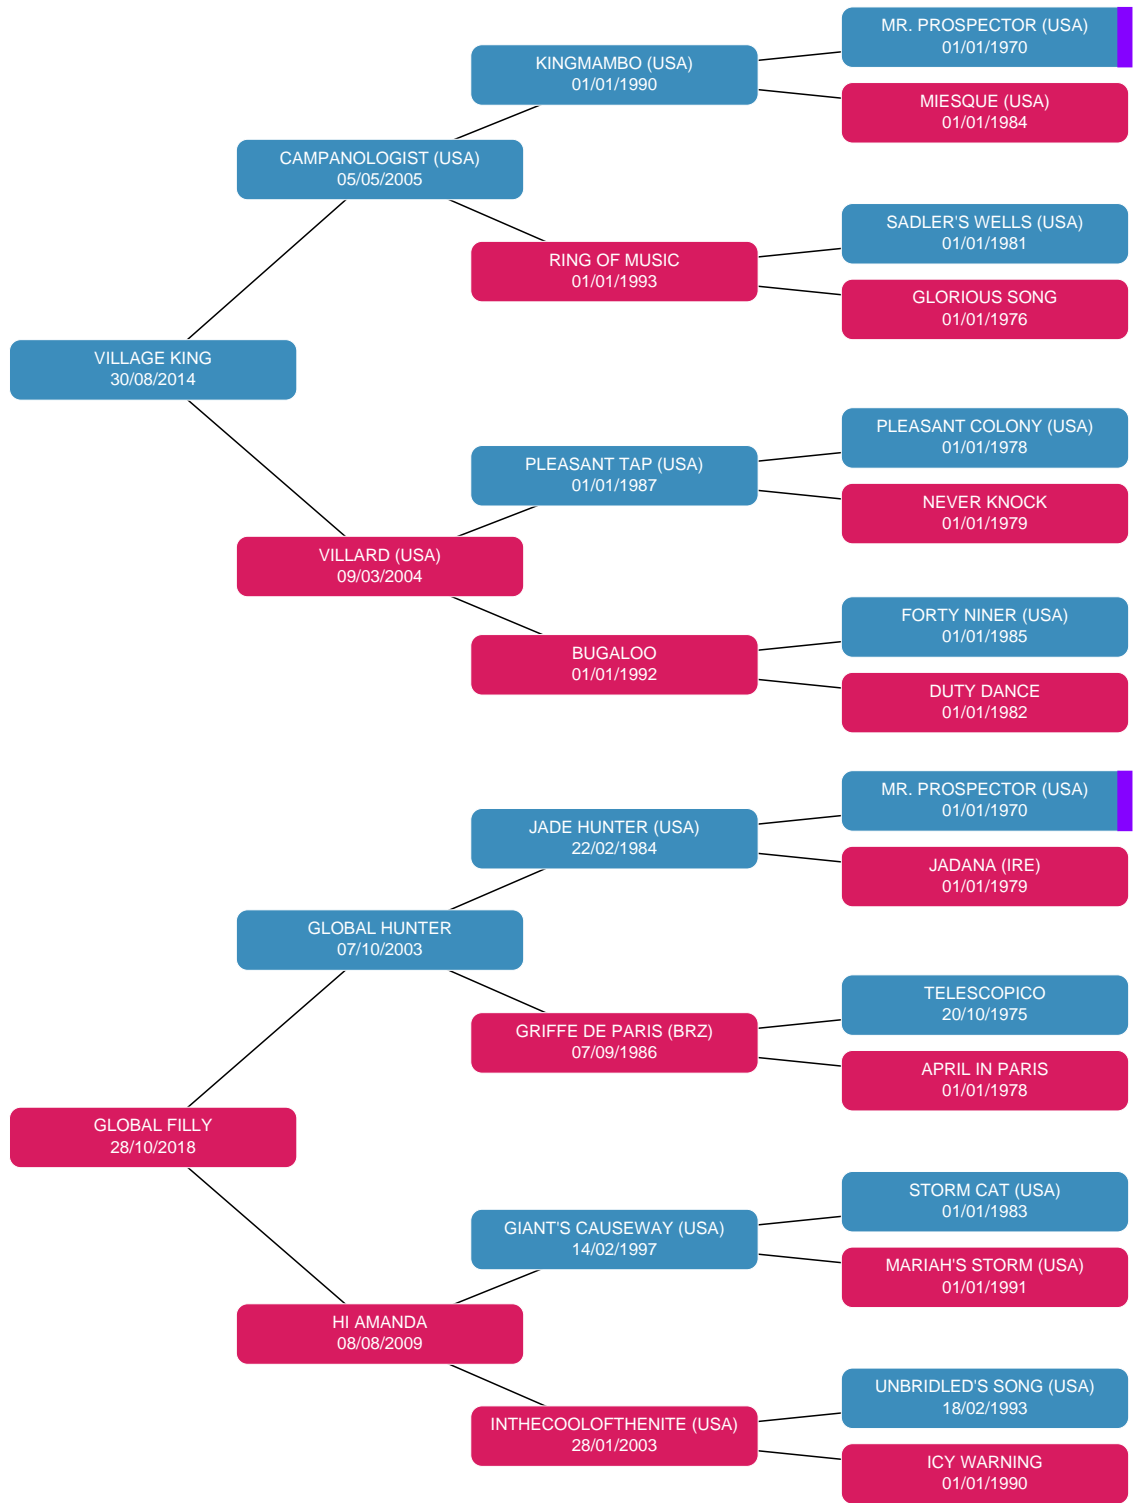 MR. PROSPECTOR (USA)
01/01/1970
KINGMAMBO (USA)
01/01/1990
MIESQUE (USA)
01/01/1984
CAMPANOLOGIST (USA)
05/05/2005
SADLER'S WELLS (USA)
01/01/1981
RING OF MUSIC
01/01/1993
GLORIOUS SONG
01/01/1976
VILLAGE KING
30/08/2014
PLEASANT COLONY (USA)
01/01/1978
PLEASANT TAP (USA)
01/01/1987
NEVER KNOCK
01/01/1979
VILLARD (USA)
09/03/2004
FORTY NINER (USA)
01/01/1985
BUGALOO
01/01/1992
DUTY DANCE
01/01/1982
MR. PROSPECTOR (USA)
01/01/1970
JADE HUNTER (USA)
22/02/1984
JADANA (IRE)
01/01/1979
GLOBAL HUNTER
07/10/2003
TELESCOPICO
20/10/1975
GRIFFE DE PARIS (BRZ)
07/09/1986
APRIL IN PARIS
01/01/1978
GLOBAL FILLY
28/10/2018
STORM CAT (USA)
01/01/1983
GIANT'S CAUSEWAY (USA)
14/02/1997
MARIAH'S STORM (USA)
01/01/1991
HI AMANDA
08/08/2009
UNBRIDLED'S SONG (USA)
18/02/1993
INTHECOOLOFTHENITE (USA)
28/01/2003
ICY WARNING
01/01/1990